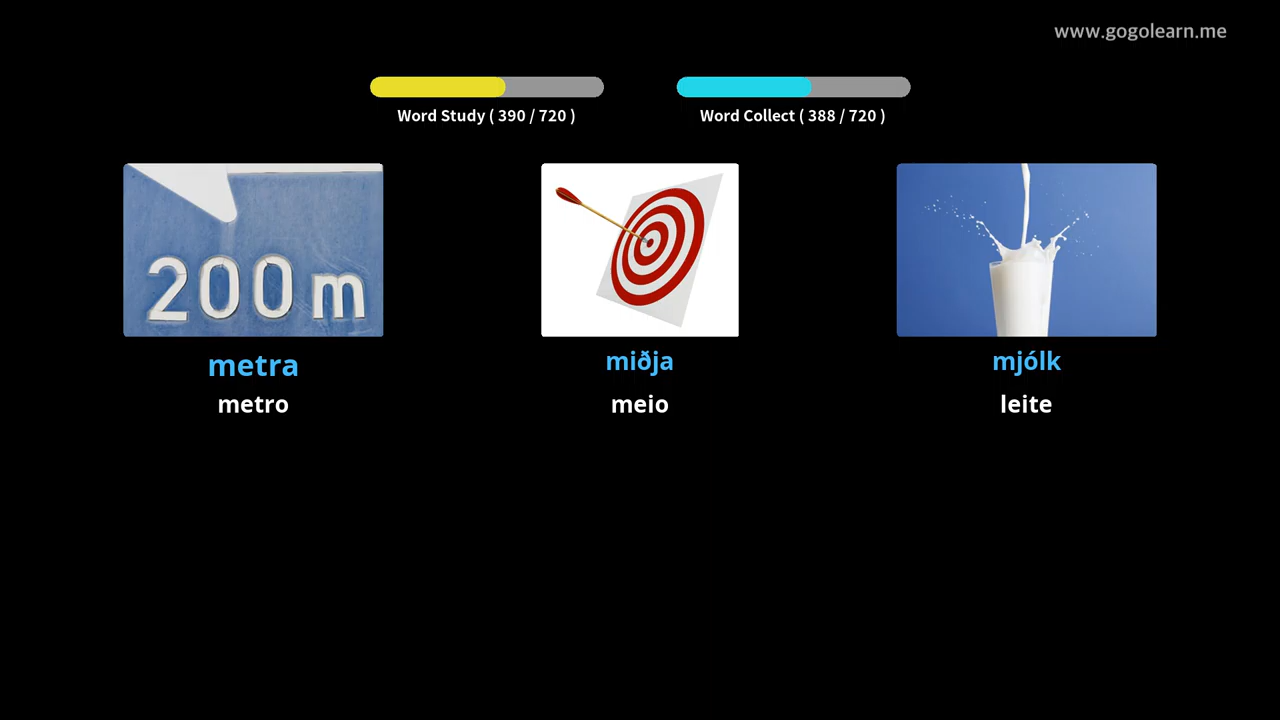 www.gogolearn.me
Word Study ( 390 / 720 )
Word Collect ( 388 / 720 )
200m
metra
miðja
mjólk
metro
meio
leite